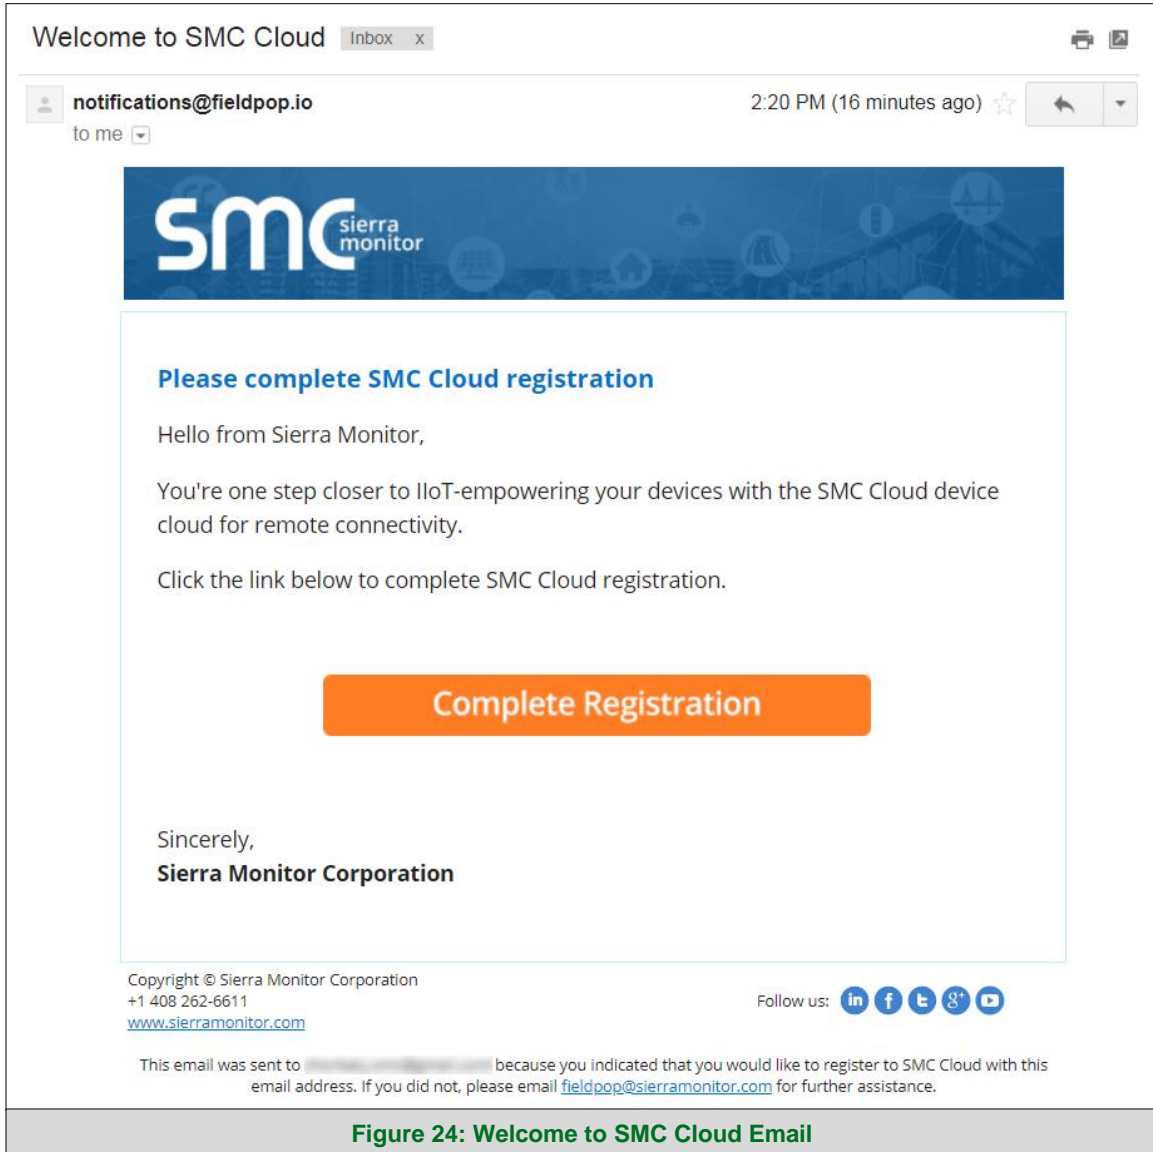 Welcome to SMC Cloud Inbox x
notifications@fieldpop.io 2:20 PM (16 minutes ago)
to me
smc sierra monitor
Please complete SMC Cloud registration
Hello from Sierra Monitor,
You're one step closer to IIoT-empowering your devices with the SMC Cloud device
cloud for remote connectivity.
Click the link below to complete SMC Cloud registration.
Complete Registration
Sincerely,
Sierra Monitor Corporation
Copyright © Sierra Monitor Corporation
+1 408 262-6611
www.sierramonitor.com
Follow us: in f t g+
This email was sent to because you indicated that you would like to register to SMC Cloud with this
email address. If you did not, please email fieldpop@sierramonitor.com for further assistance.
Figure 24: Welcome to SMC Cloud Email